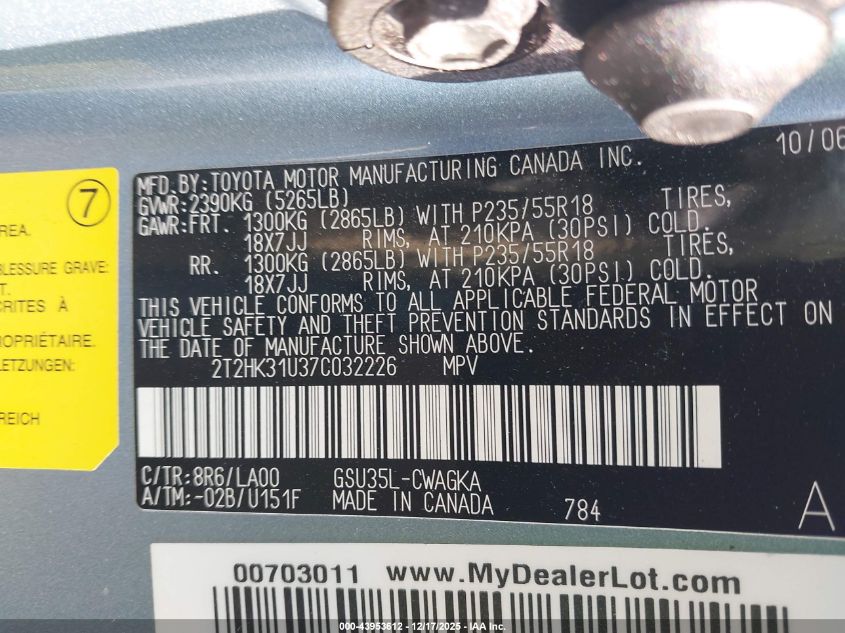 7
REA.
BLESSURE GRAVE:
T.
CRITES À
ROPRIÉTAIRE.
LETZUNGEN:
REICH
10/06
MFD.BY:TOYOTA MOTOR MANUFACTURING CANADA INC.
GVWR:2390KG (5265LB)
GAWR:FRT. 1300KG (2865LB) WITH P235/55R18 TIRES,
18X7JJ RIMS, AT 210KPA (30PSI) COLD.
RR. 1300KG (2865LB) WITH P235/55R18 TIRES,
18X7JJ RIMS, AT 210KPA (30PSI) COLD.
THIS VEHICLE CONFORMS TO ALL APPLICABLE FEDERAL MOTOR
VEHICLE SAFETY AND THEFT PREVENTION STANDARDS IN EFFECT ON
THE DATE OF MANUFACTURE SHOWN ABOVE.
2T2HK31U37C032226 MPV
C/TR:8R6/LA00 GSU35L-CWAGKA
A/TM:-02B/U151F MADE IN CANADA 784 A
00703011 www.MyDealerLot.com
000-43953612 - 12/17/2025 - IAA Inc.